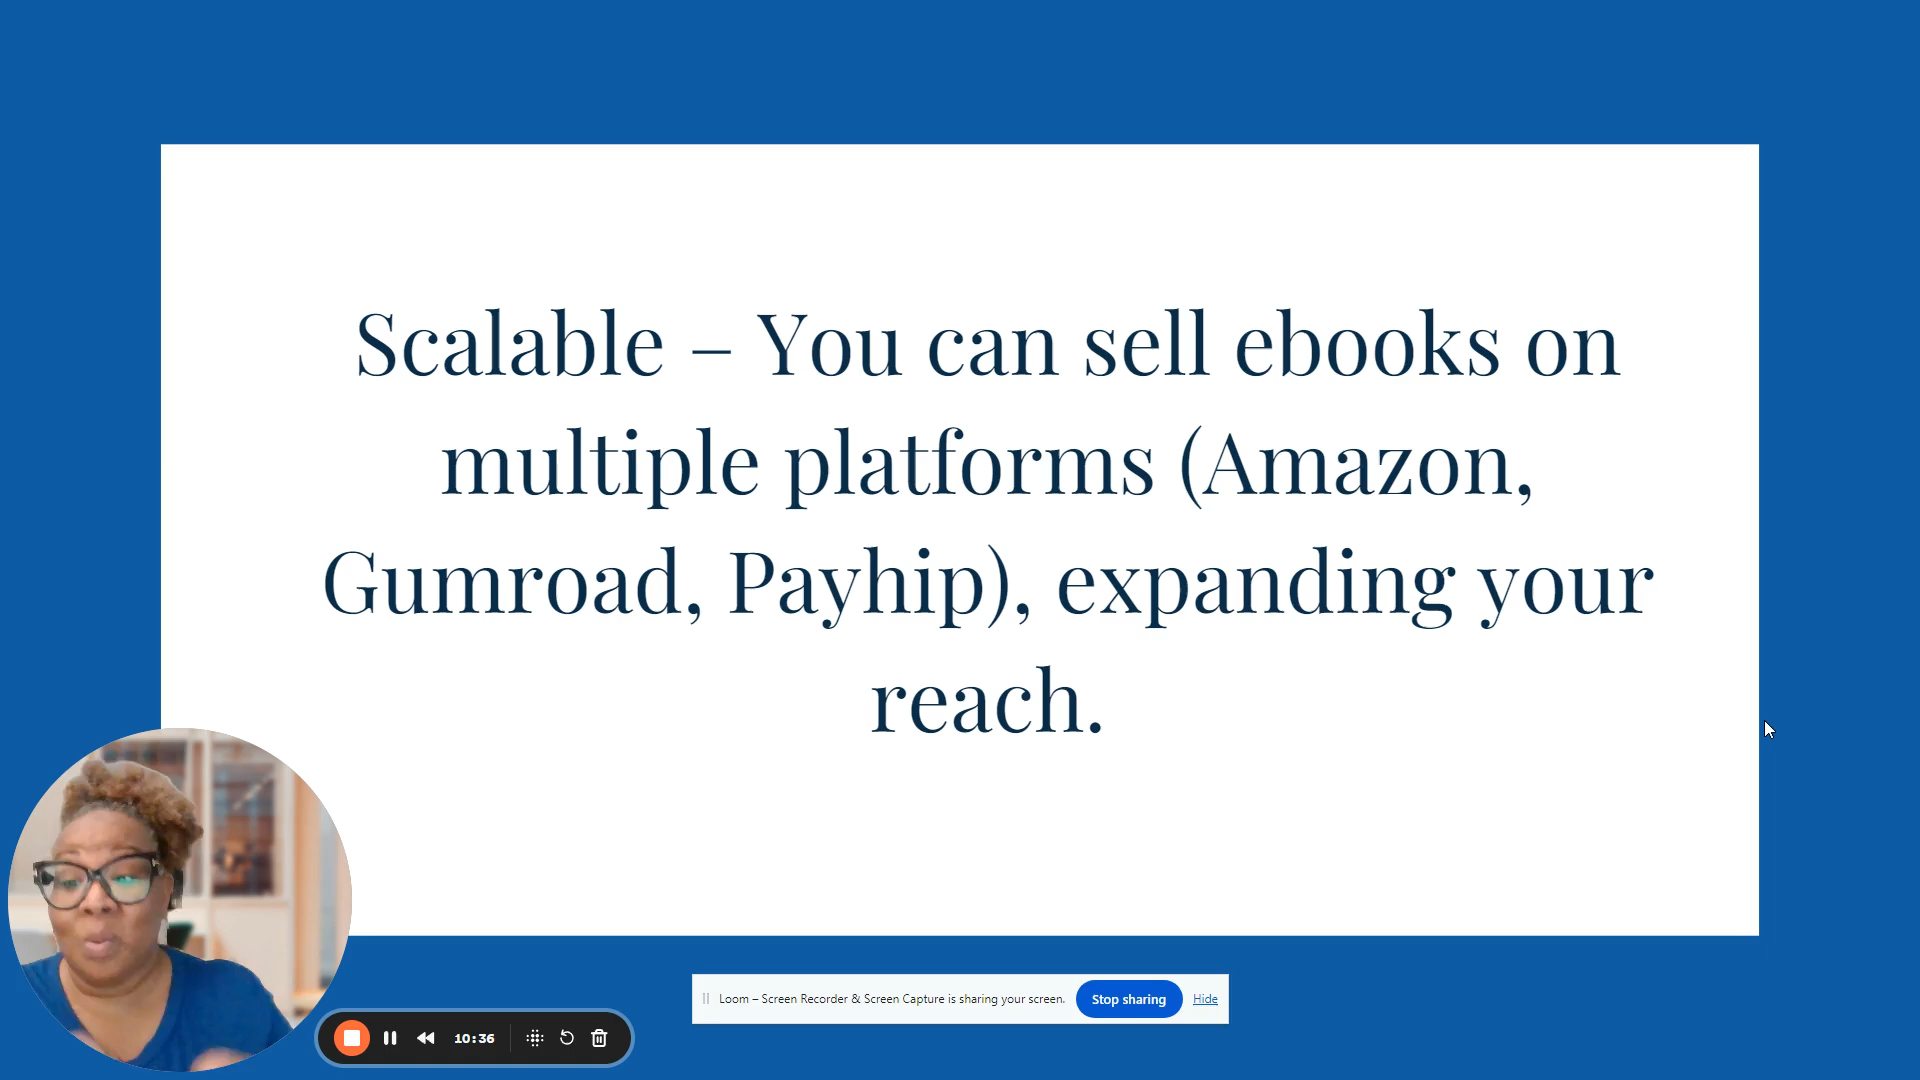 Scalable – You can sell ebooks on
multiple platforms (Amazon,
Gumroad, Payhip), expanding your
reach.
Loom – Screen Recorder & Screen Capture is sharing your screen. Stop sharing Hide
10:36